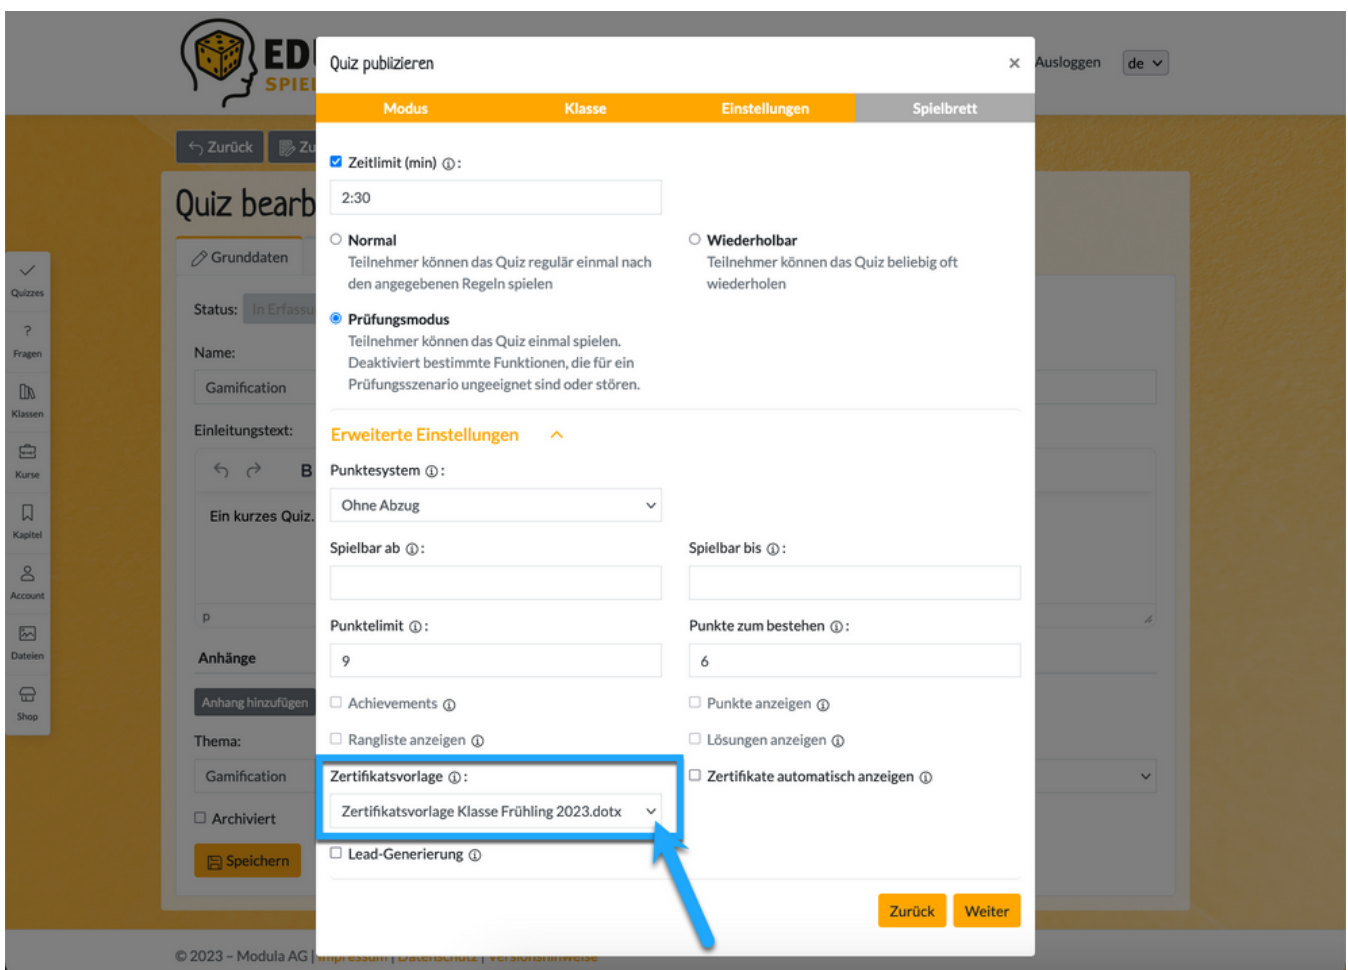 EDU
SPIEL
Ausloggen
de
Quiz publizieren
×
Modus
Klasse
Einstellungen
Spielbrett
Zurück
Zu
Quiz bearb
Grunddaten
Status: In Erfassu
Name:
Gamification
Einleitungstext:
B
Ein kurzes Quiz.
p
Anhänge
Anhang hinzufügen
Thema:
Gamification
Archiviert
Speichern
Quizzes
?
Fragen
Klassen
Kurse
Kapitel
Account
Dateien
Shop
Zeitlimit (min) ⓘ:
2:30
Normal
Teilnehmer können das Quiz regulär einmal nach
den angegebenen Regeln spielen
Wiederholbar
Teilnehmer können das Quiz beliebig oft
wiederholen
Prüfungsmodus
Teilnehmer können das Quiz einmal spielen.
Deaktiviert bestimmte Funktionen, die für ein
Prüfungsszenario ungeeignet sind oder stören.
Erweiterte Einstellungen
Punktesystem ⓘ:
Ohne Abzug
Spielbar ab ⓘ:
Spielbar bis ⓘ:
Punktelimit ⓘ:
9
Punkte zum bestehen ⓘ:
6
Achievements ⓘ
Punkte anzeigen ⓘ
Rangliste anzeigen ⓘ
Lösungen anzeigen ⓘ
Zertifikatsvorlage ⓘ:
Zertifikatsvorlage Klasse Frühling 2023.dotx
Zertifikate automatisch anzeigen ⓘ
Lead-Generierung ⓘ
Zurück
Weiter
© 2023 – Modula AG | Impressum | Datenschutz | Versionshinweise